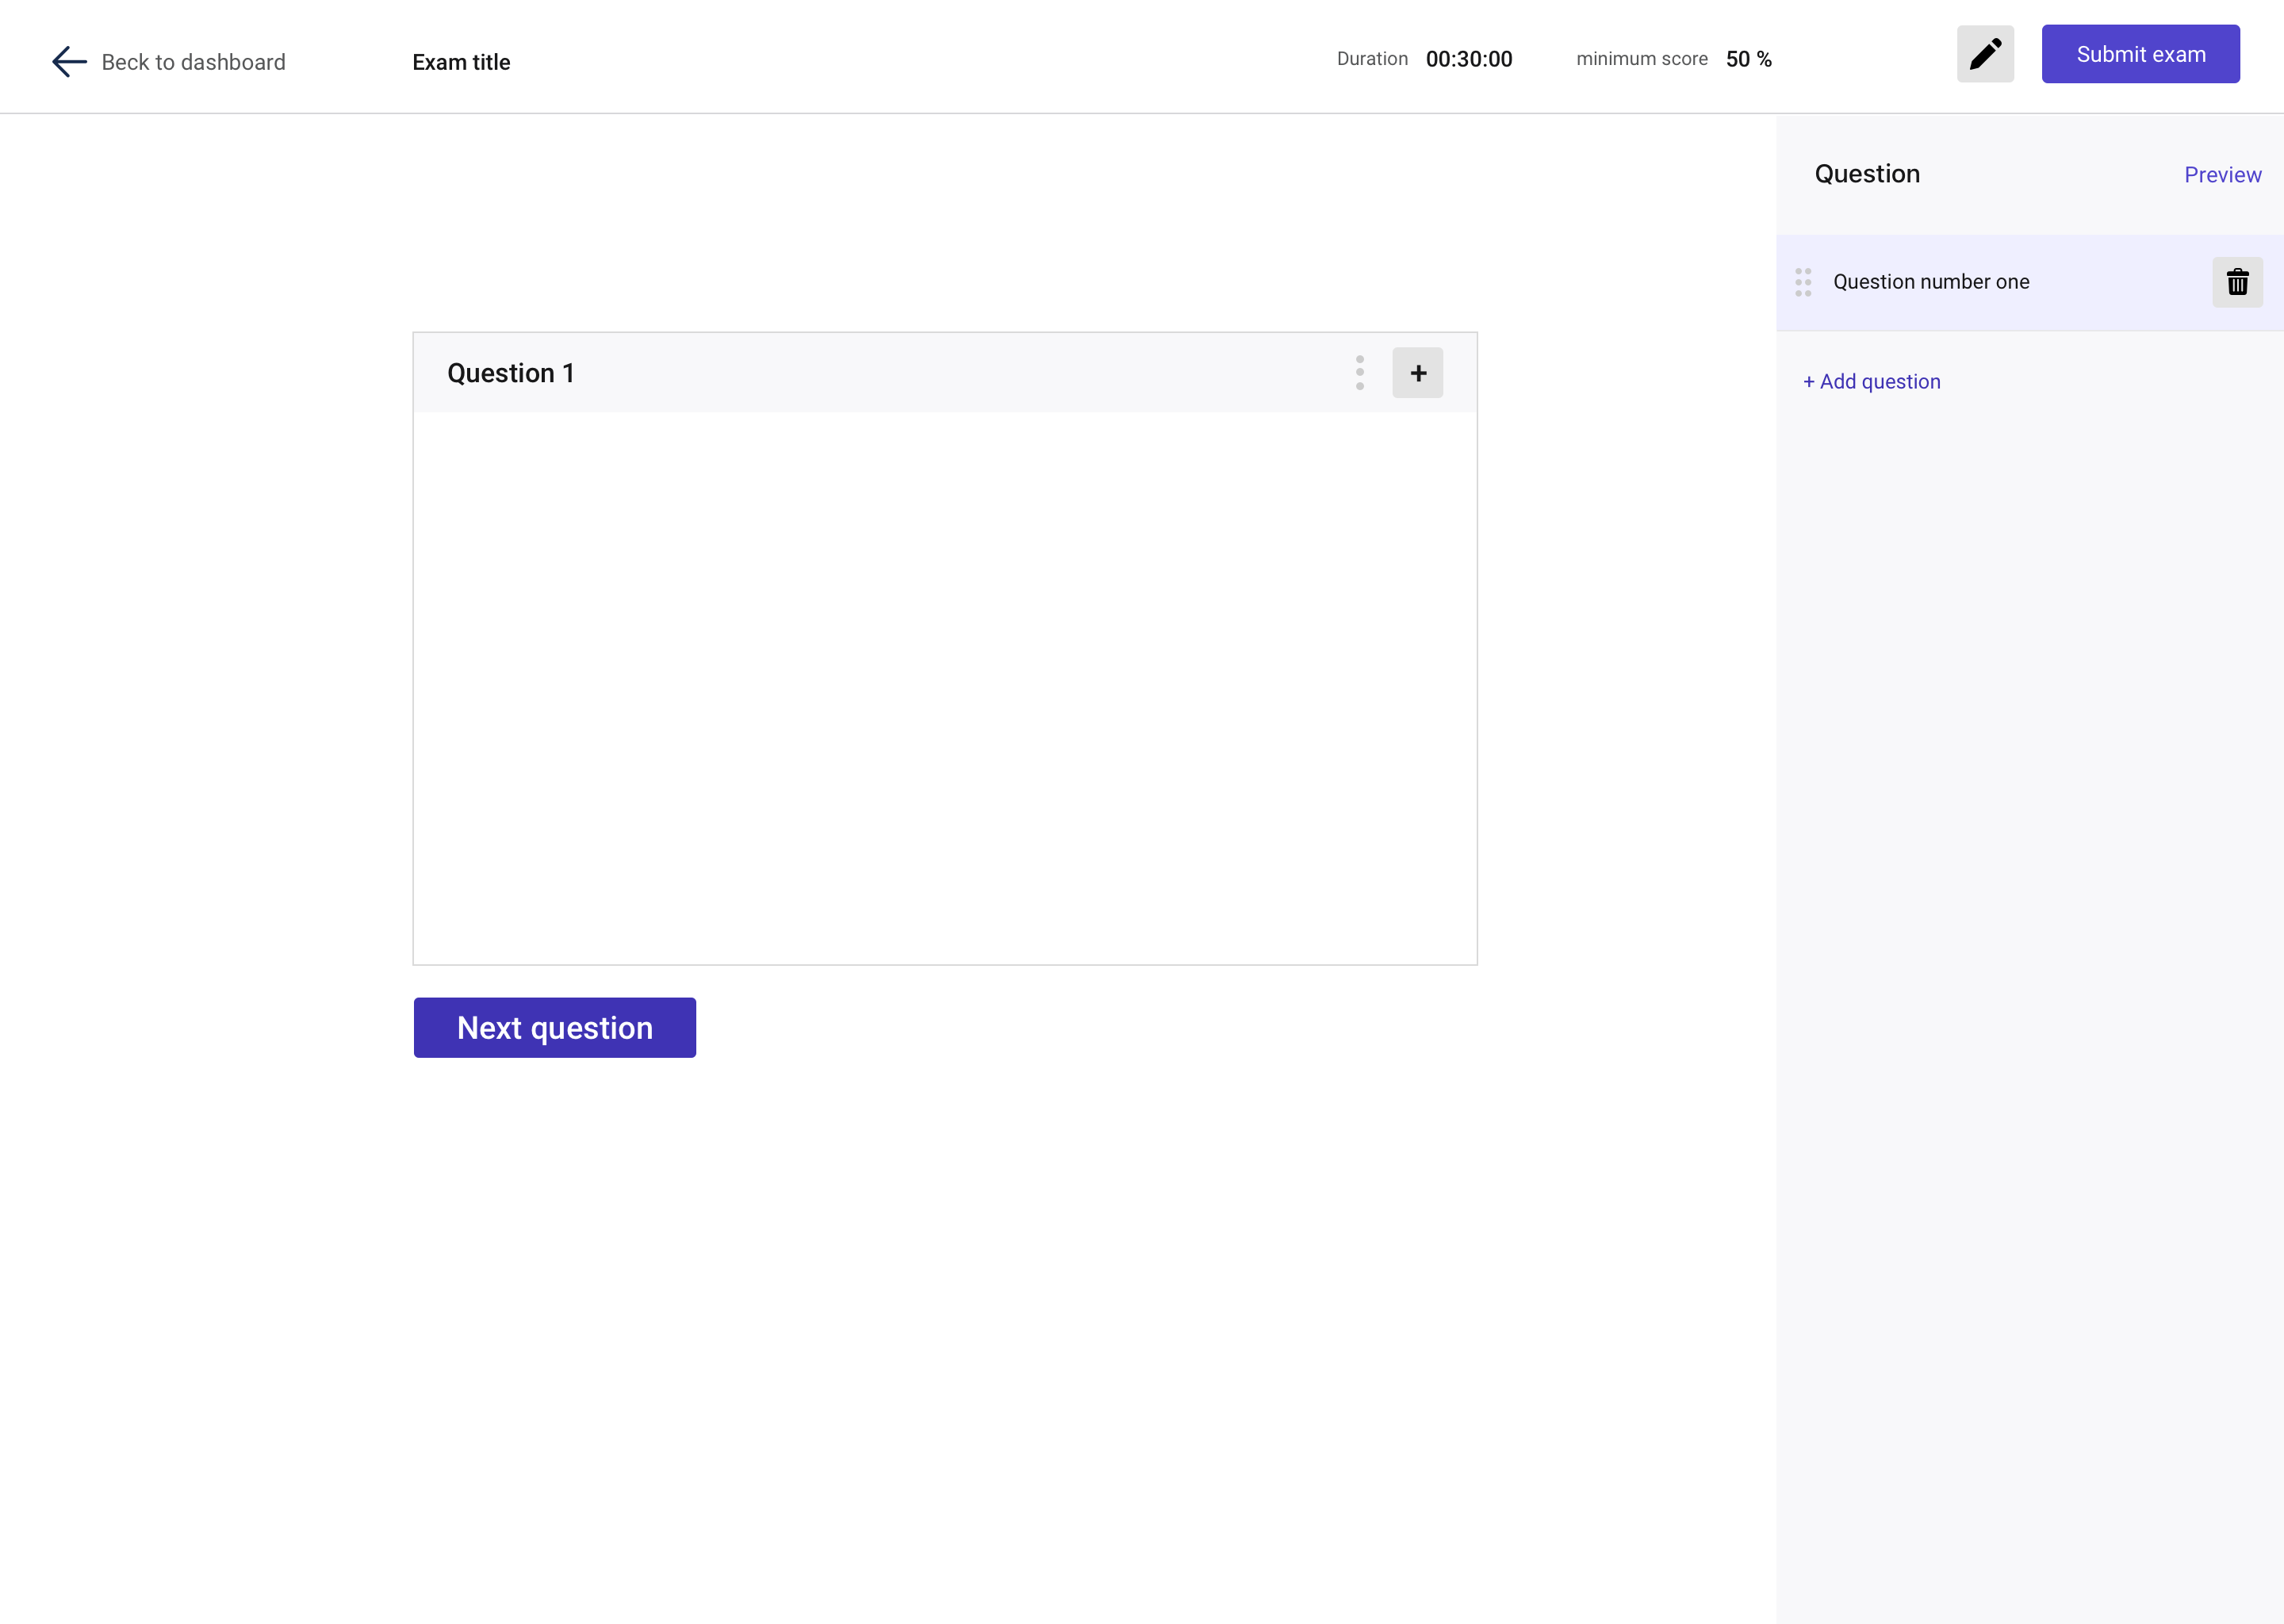 Beck to dashboard
Exam title
Duration 00:30:00
minimum score 50 %
Submit exam
Question
Preview
Question number one
+ Add question
Question 1
+
Next question